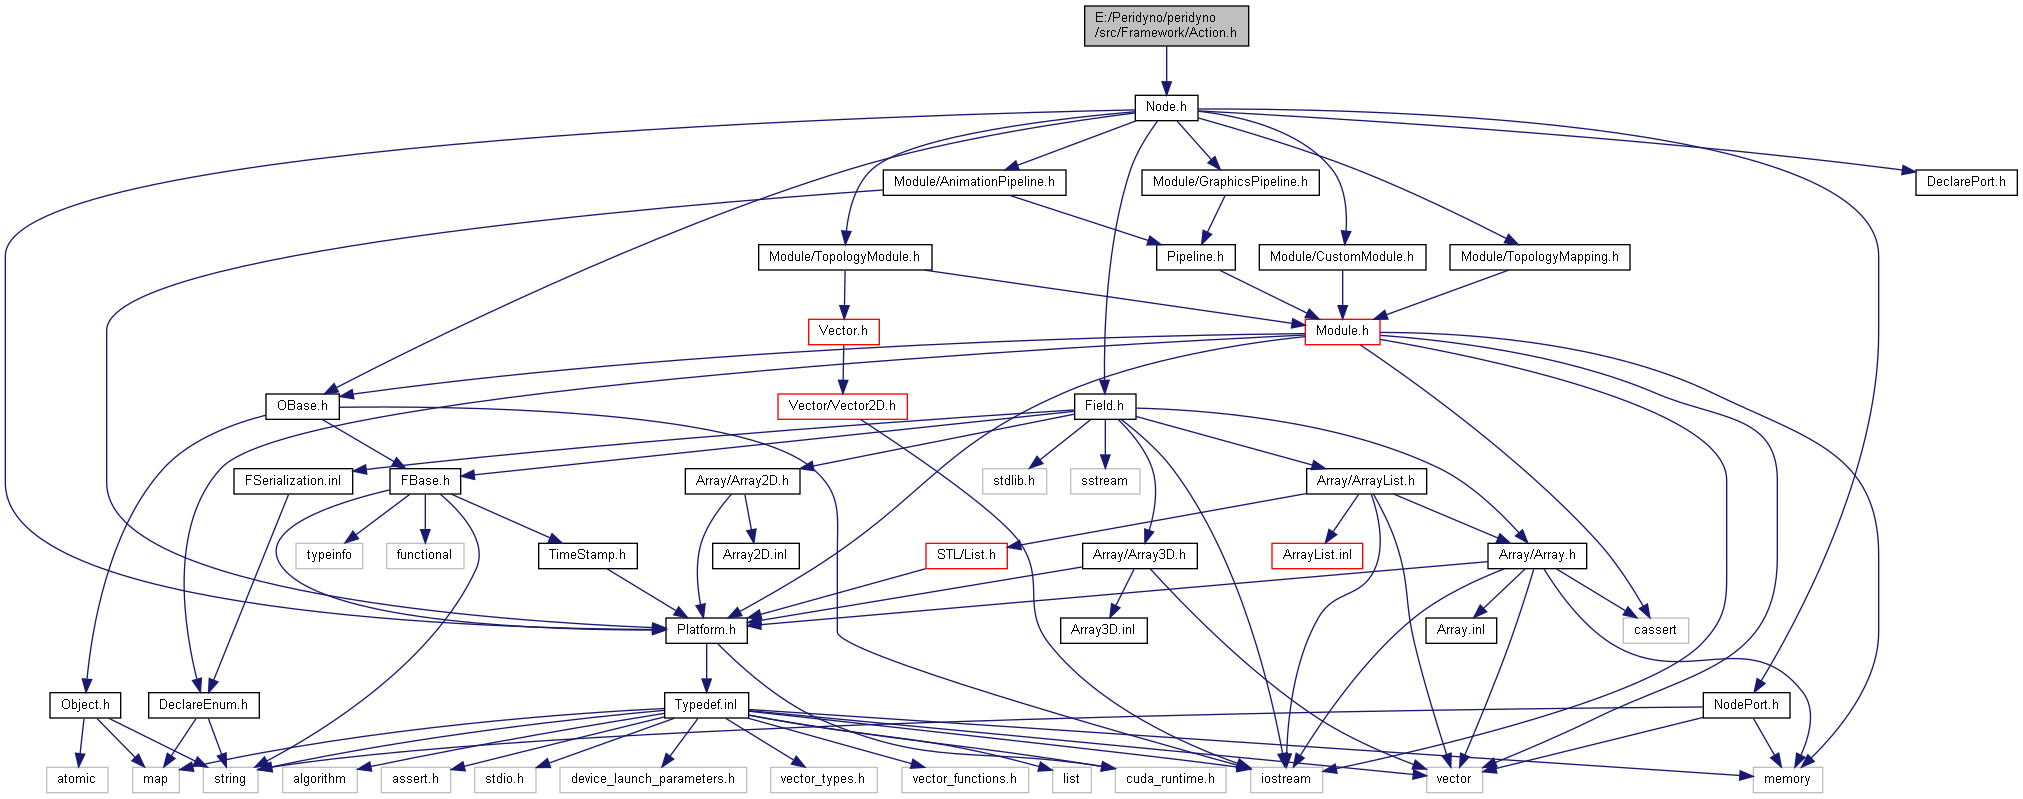 E:/Peridyno/peridyno
/src/Framework/Action.h
Node.h
Module/AnimationPipeline.h
Module/GraphicsPipeline.h
DeclarePort.h
Module/TopologyModule.h
Pipeline.h
Module/CustomModule.h
Module/TopologyMapping.h
Vector.h
Module.h
OBase.h
Vector/Vector2D.h
Field.h
FSerialization.inl
FBase.h
Array/Array2D.h
stdlib.h
sstream
Array/ArrayList.h
typeinfo
functional
TimeStamp.h
Array2D.inl
STL/List.h
Array/Array3D.h
ArrayList.inl
Array/Array.h
Platform.h
Array3D.inl
Array.inl
cassert
Object.h
DeclareEnum.h
Typedef.inl
NodePort.h
atomic
map
string
algorithm
assert.h
stdio.h
device_launch_parameters.h
vector_types.h
vector_functions.h
list
cuda_runtime.h
iostream
vector
memory